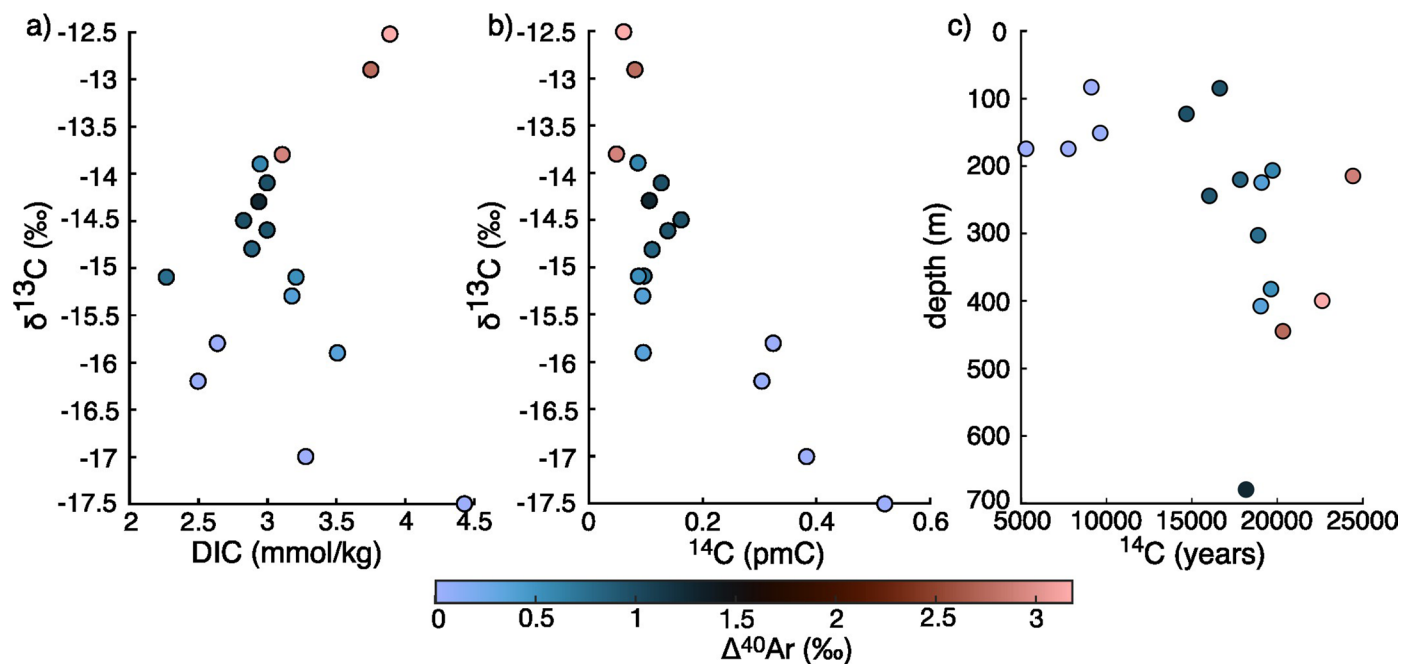 a)
-12.5
-13
-13.5
-14
-14.5
-15
-15.5
-16
-16.5
-17
-17.5
δ¹³C (‰)
2 2.5 3 3.5 4 4.5
DIC (mmol/kg)
b)
-12.5
-13
-13.5
-14
-14.5
-15
-15.5
-16
-16.5
-17
-17.5
δ¹³C (‰)
0 0.2 0.4 0.6
¹⁴C (pmC)
c)
0
100
200
300
400
500
600
700
depth (m)
5000 10000 15000 20000 25000
¹⁴C (years)
0 0.5 1 1.5 2 2.5 3
Δ⁴⁰Ar (‰)